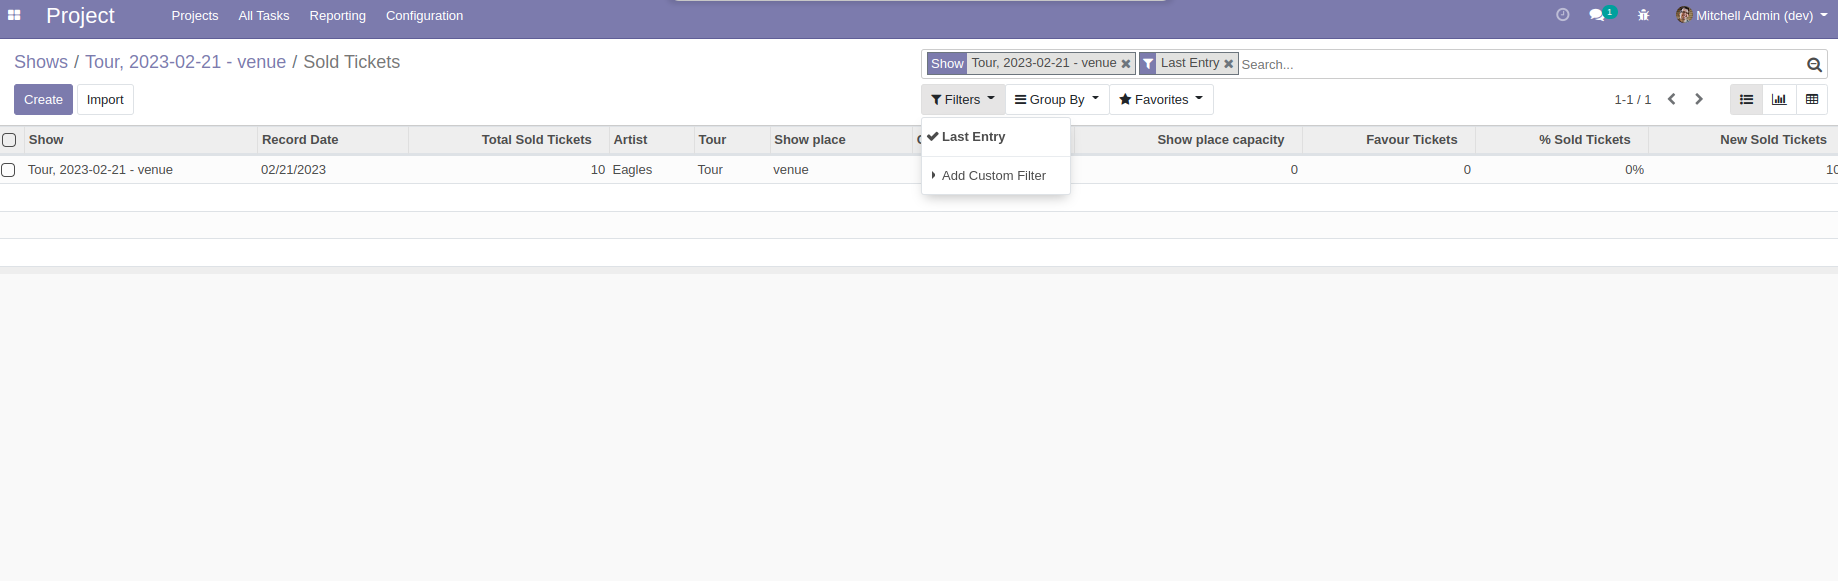 Project Projects All Tasks Reporting Configuration 1 Mitchell Admin (dev)
Shows / Tour, 2023-02-21 - venue / Sold Tickets
Show Tour, 2023-02-21 - venue Last Entry Search...
Create Import
Filters Group By Favorites 1-1 / 1
Show Record Date Total Sold Tickets Artist Tour Show place Show place capacity Favour Tickets % Sold Tickets New Sold Tickets
Tour, 2023-02-21 - venue 02/21/2023 10 Eagles Tour venue 0 0 0% 10
Last Entry
Add Custom Filter